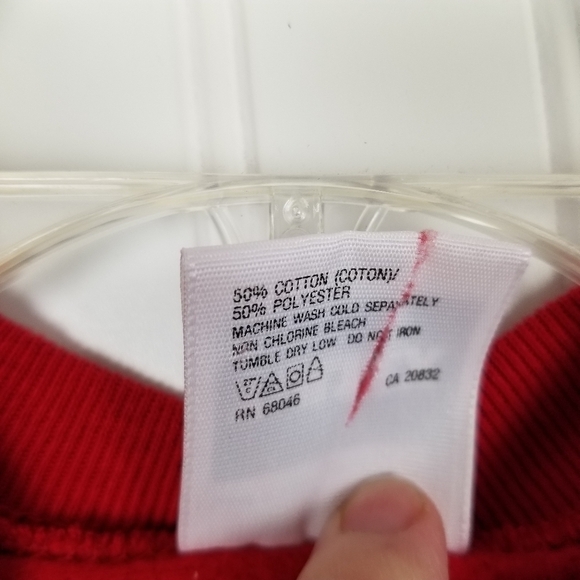 50% COTTON (COTON)/
50% POLYESTER
MACHINE WASH COLD SEPARATELY
NON CHLORINE BLEACH
TUMBLE DRY LOW DO NOT IRON
RN 68046
CA 20832